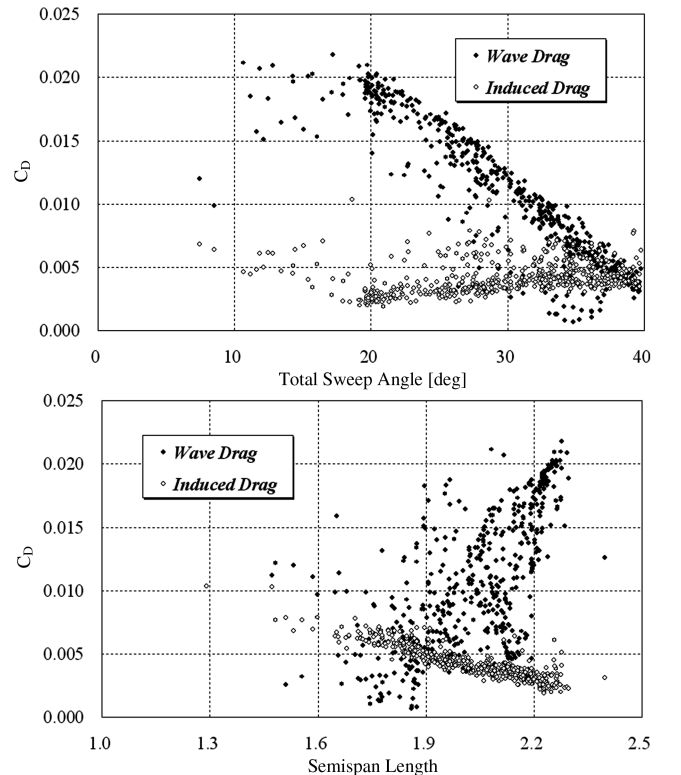 0.025
0.020
0.015
0.010
0.005
0.000
C_D
Wave Drag
Induced Drag
0 10 20 30 40
Total Sweep Angle [deg]
0.025
0.020
0.015
0.010
0.005
0.000
C_D
Wave Drag
Induced Drag
1.0 1.3 1.6 1.9 2.2 2.5
Semispan Length